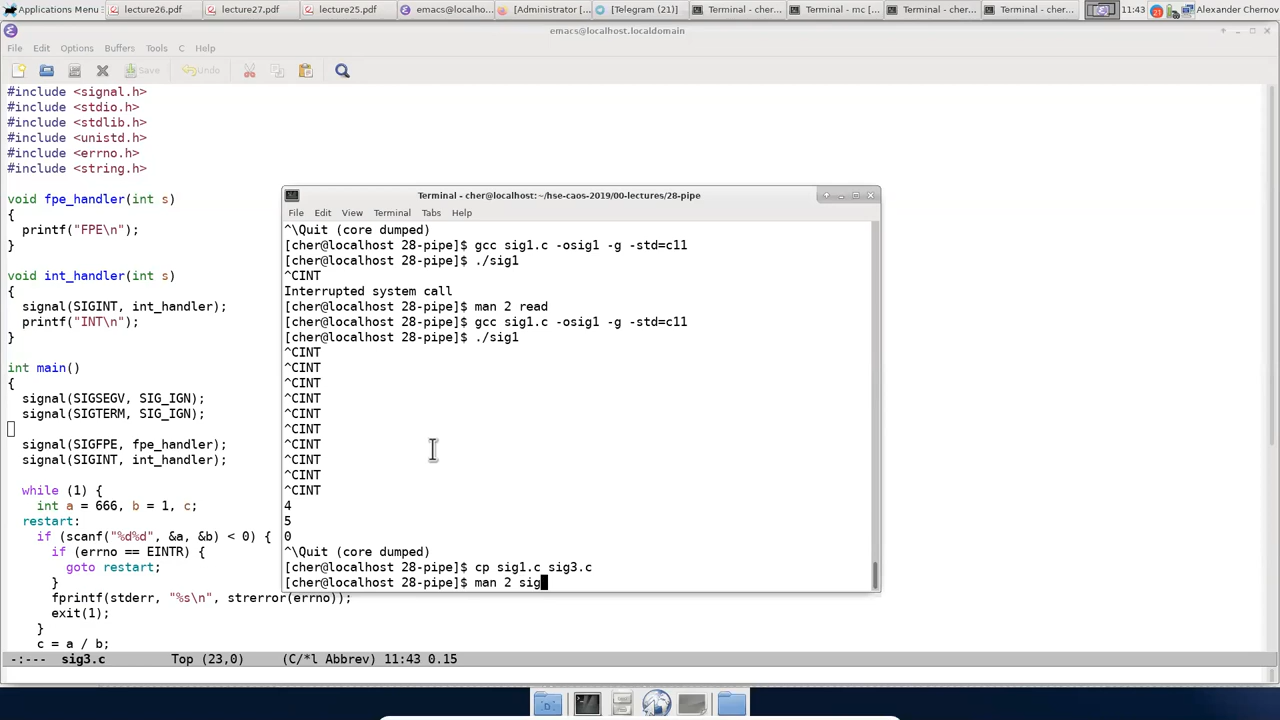 Applications Menu
lecture26.pdf
lecture27.pdf
lecture25.pdf
emacs@localho...
[Administrator [...
[Telegram (21)]
Terminal - cher...
Terminal - mc [...
Terminal - cher...
Terminal - cher...
11:43
21
Alexander Chernov
emacs@localhost.localdomain
File Edit Options Buffers Tools C Help
Save
Undo
#include <signal.h>
#include <stdio.h>
#include <stdlib.h>
#include <unistd.h>
#include <errno.h>
#include <string.h>
void fpe_handler(int s)
{
  printf("FPE\n");
}
void int_handler(int s)
{
  signal(SIGINT, int_handler);
  printf("INT\n");
}
int main()
{
  signal(SIGSEGV, SIG_IGN);
  signal(SIGTERM, SIG_IGN);
  signal(SIGFPE, fpe_handler);
  signal(SIGINT, int_handler);
  while (1) {
    int a = 666, b = 1, c;
  restart:
    if (scanf("%d%d", &a, &b) < 0) {
      if (errno == EINTR) {
        goto restart;
      }
      fprintf(stderr, "%s\n", strerror(errno));
      exit(1);
    }
    c = a / b;
-:--- sig3.c Top (23,0) (C/*l Abbrev) 11:43 0.15
Terminal - cher@localhost:~/hse-caos-2019/00-lectures/28-pipe
File Edit View Terminal Tabs Help
^\Quit (core dumped)
[cher@localhost 28-pipe]$ gcc sig1.c -osig1 -g -std=c11
[cher@localhost 28-pipe]$ ./sig1
^CINT
Interrupted system call
[cher@localhost 28-pipe]$ man 2 read
[cher@localhost 28-pipe]$ gcc sig1.c -osig1 -g -std=c11
[cher@localhost 28-pipe]$ ./sig1
^CINT
^CINT
^CINT
^CINT
^CINT
^CINT
^CINT
^CINT
^CINT
^CINT
4
5
0
^\Quit (core dumped)
[cher@localhost 28-pipe]$ cp sig1.c sig3.c
[cher@localhost 28-pipe]$ man 2 sig